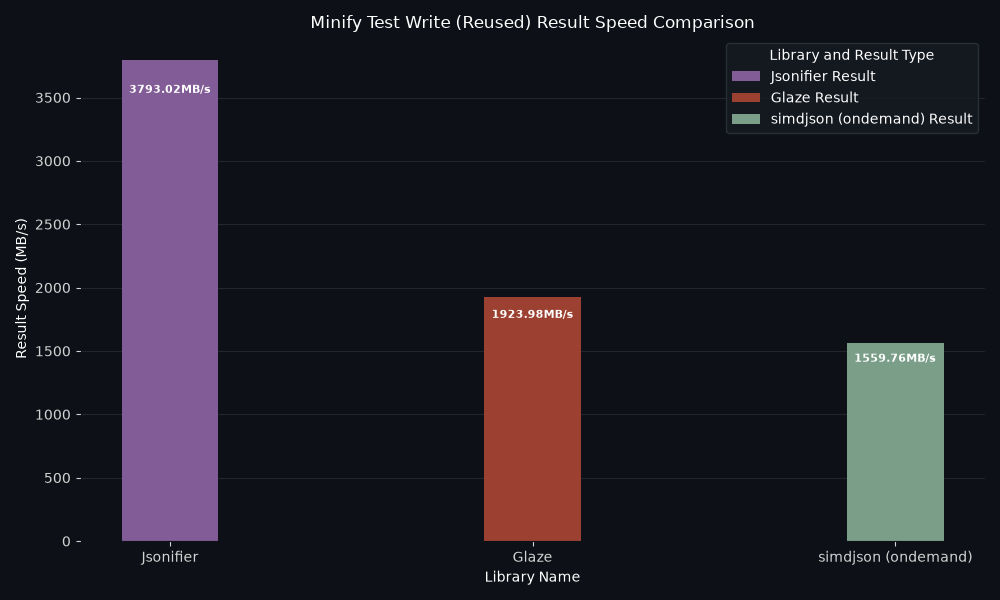 Minify Test Write (Reused) Result Speed Comparison
Library and Result Type
Jsonifier Result
Glaze Result
simdjson (ondemand) Result
3793.02MB/s
1923.98MB/s
1559.76MB/s
Result Speed (MB/s)
3500
3000
2500
2000
1500
1000
500
0
Jsonifier
Glaze
simdjson (ondemand)
Library Name